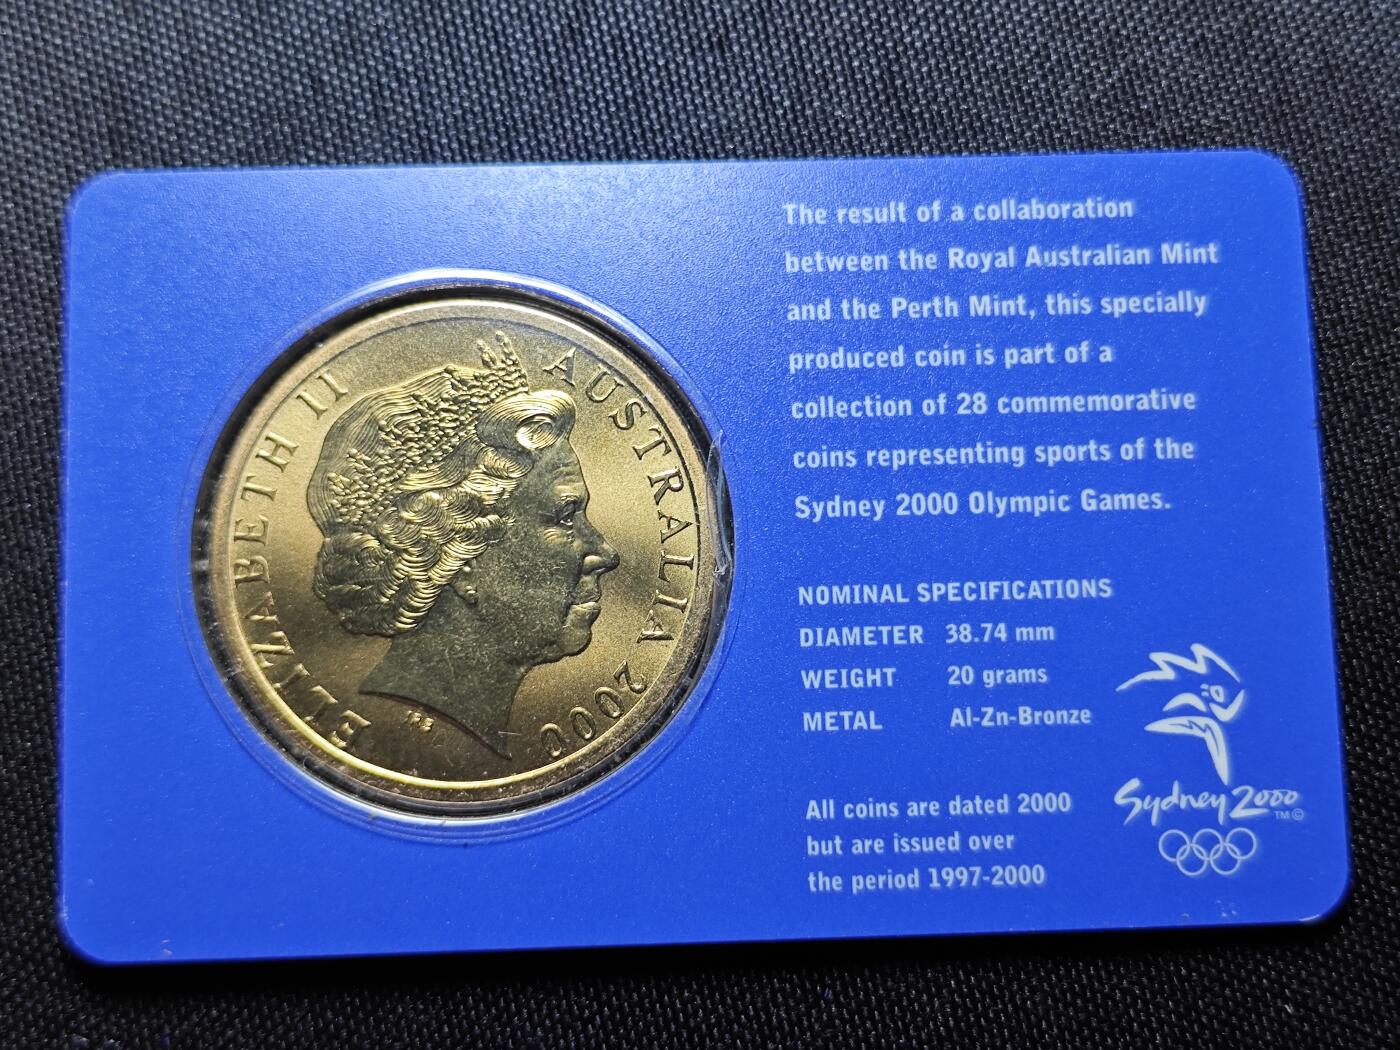 ELIZABETH II
AUSTRALIA 2000
IRB
The result of a collaboration
between the Royal Australian Mint
and the Perth Mint, this specially
produced coin is part of a
collection of 28 commemorative
coins representing sports of the
Sydney 2000 Olympic Games.
NOMINAL SPECIFICATIONS
DIAMETER 38.74 mm
WEIGHT 20 grams
METAL Al-Zn-Bronze
All coins are dated 2000
but are issued over
the period 1997-2000
Sydney 2000
TM ©